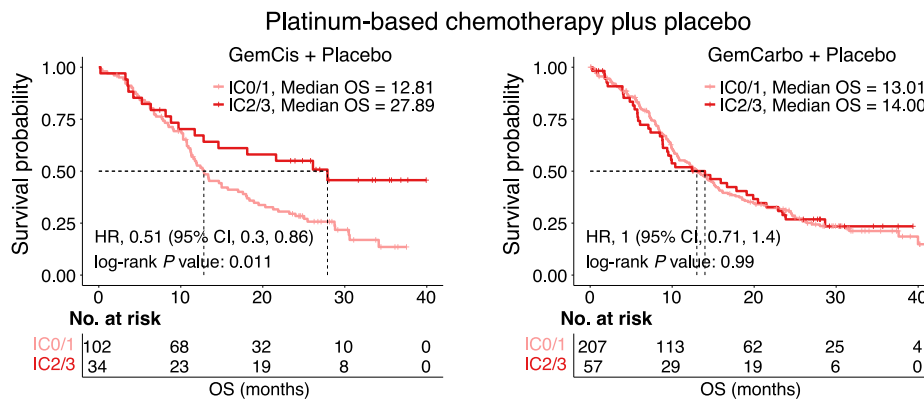 Platinum-based chemotherapy plus placebo
GemCis + Placebo
IC0/1, Median OS = 12.81
IC2/3, Median OS = 27.89
Survival probability
1.00
0.75
0.50
0.25
0.00
HR, 0.51 (95% CI, 0.3, 0.86)
log-rank P value: 0.011
0 10 20 30 40
No. at risk
IC0/1 102 68 32 10 0
IC2/3 34 23 19 8 0
OS (months)
GemCarbo + Placebo
IC0/1, Median OS = 13.01
IC2/3, Median OS = 14.00
Survival probability
1.00
0.75
0.50
0.25
0.00
HR, 1 (95% CI, 0.71, 1.4)
log-rank P value: 0.99
0 10 20 30 40
No. at risk
IC0/1 207 113 62 25 4
IC2/3 57 29 19 6 0
OS (months)